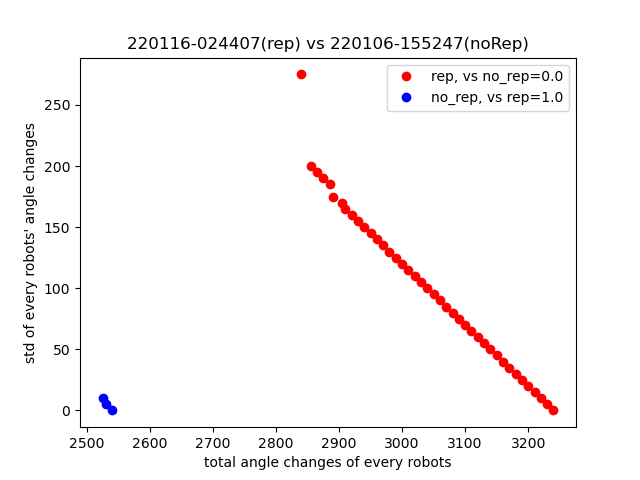 220116-024407(rep) vs 220106-155247(noRep)
rep, vs no_rep=0.0
no_rep, vs rep=1.0
std of every robots' angle changes
250
200
150
100
50
0
2500 2600 2700 2800 2900 3000 3100 3200
total angle changes of every robots